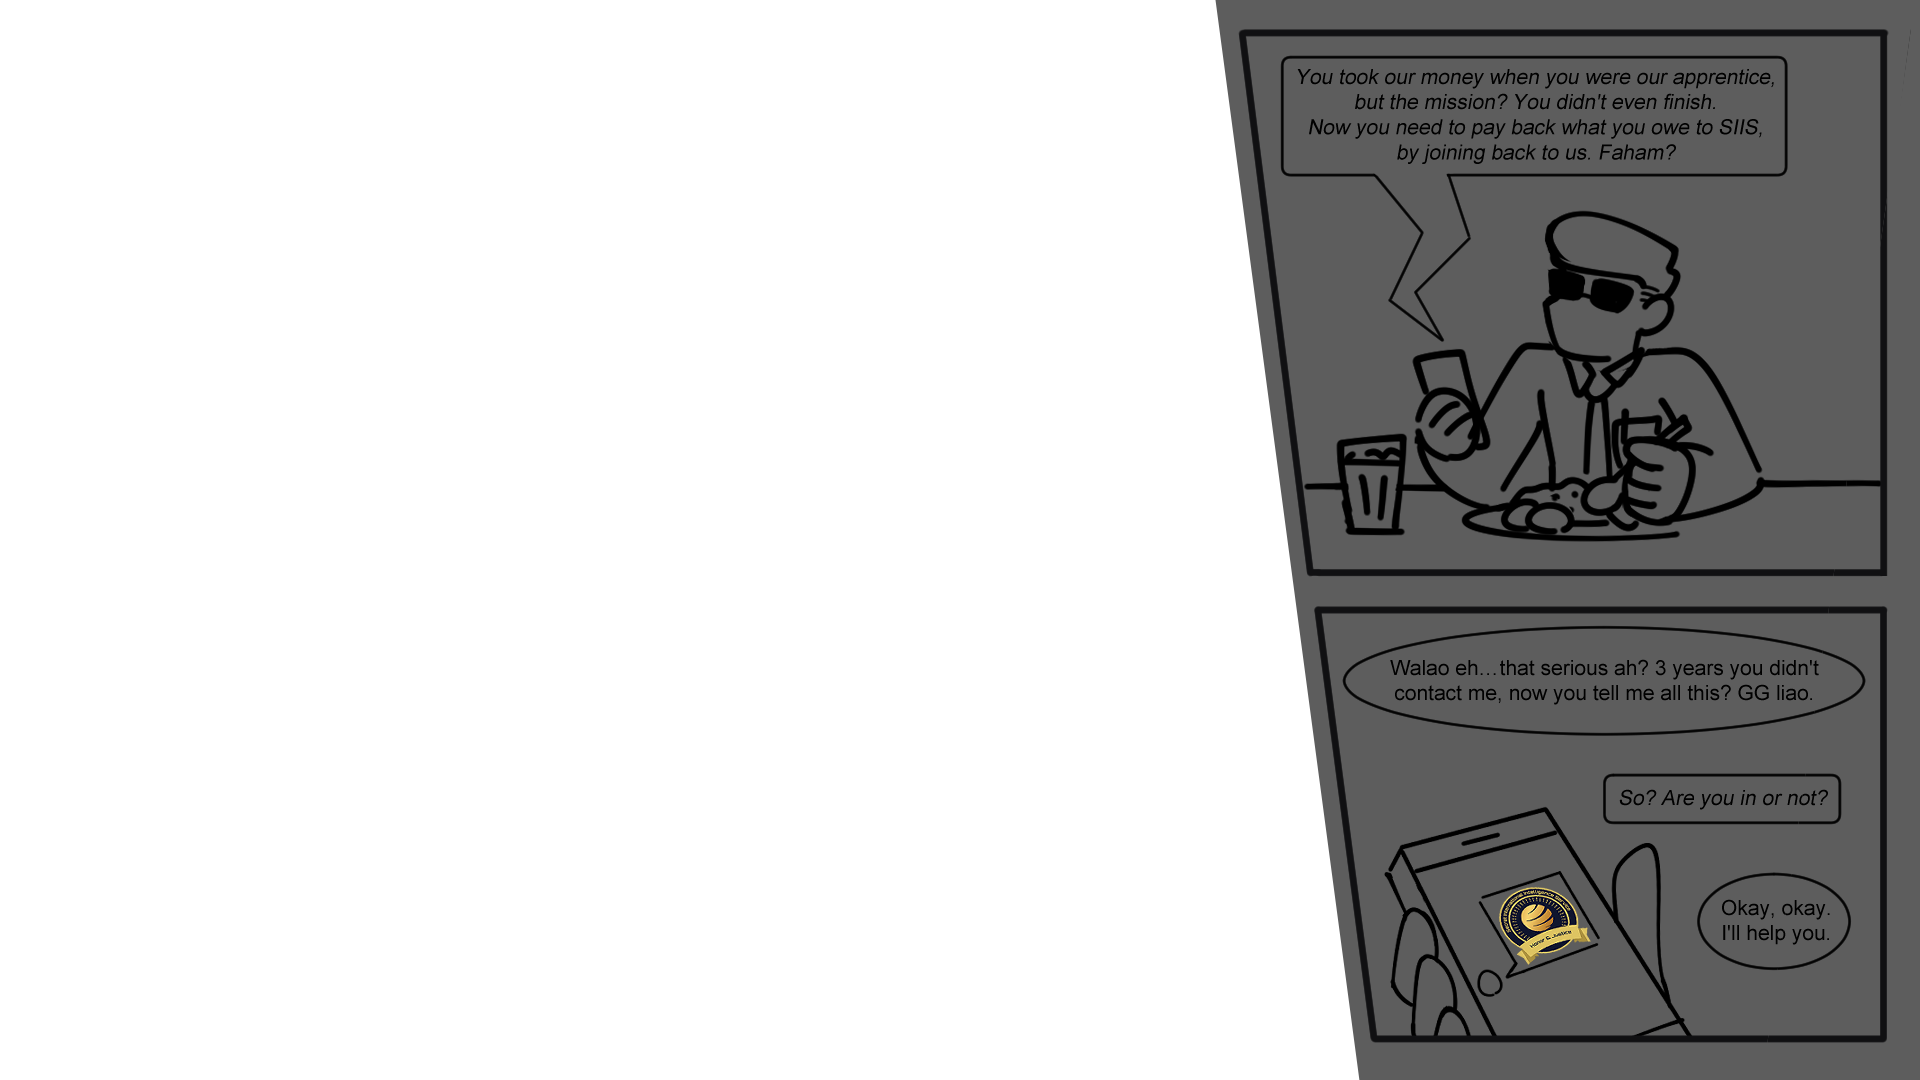 You took our money when you were our apprentice,
but the mission? You didn't even finish.
Now you need to pay back what you owe to SIIS,
by joining back to us. Faham?
Walao eh...that serious ah? 3 years you didn't
contact me, now you tell me all this? GG liao.
So? Are you in or not?
Okay, okay.
I'll help you.
Honor & Justice